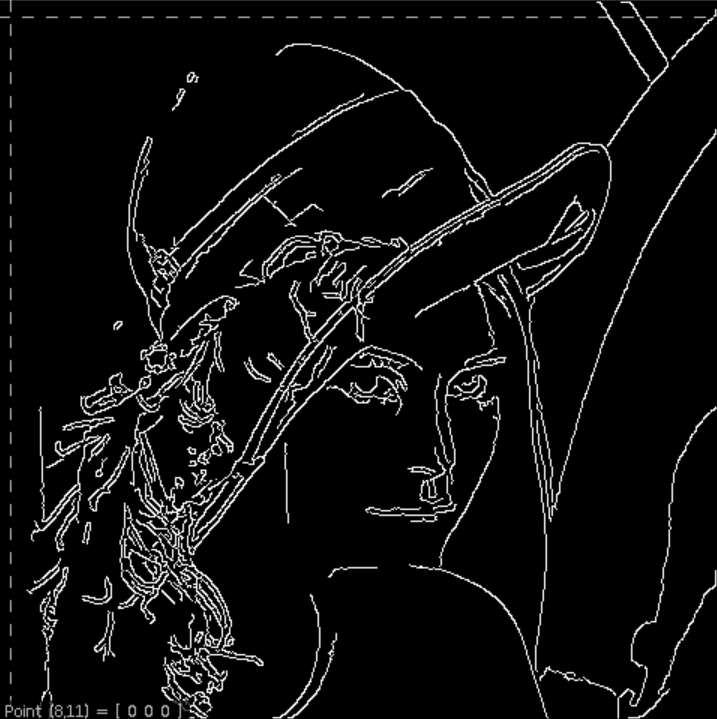 Point (8,11) = [ 0 0 0 ]